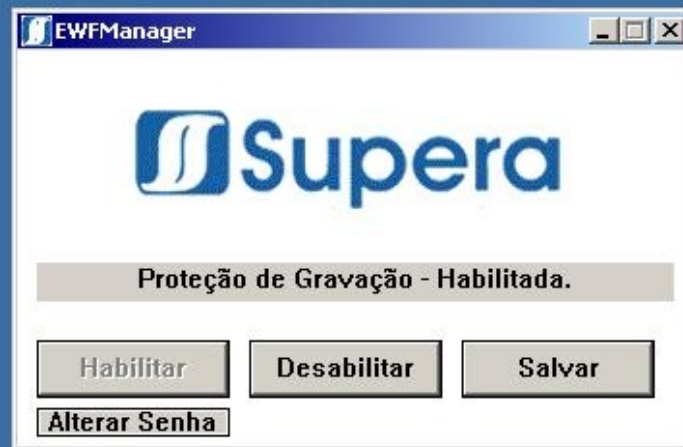 EWFManager
Supera
Proteção de Gravação - Habilitada.
Habilitar Desabilitar Salvar
Alterar Senha